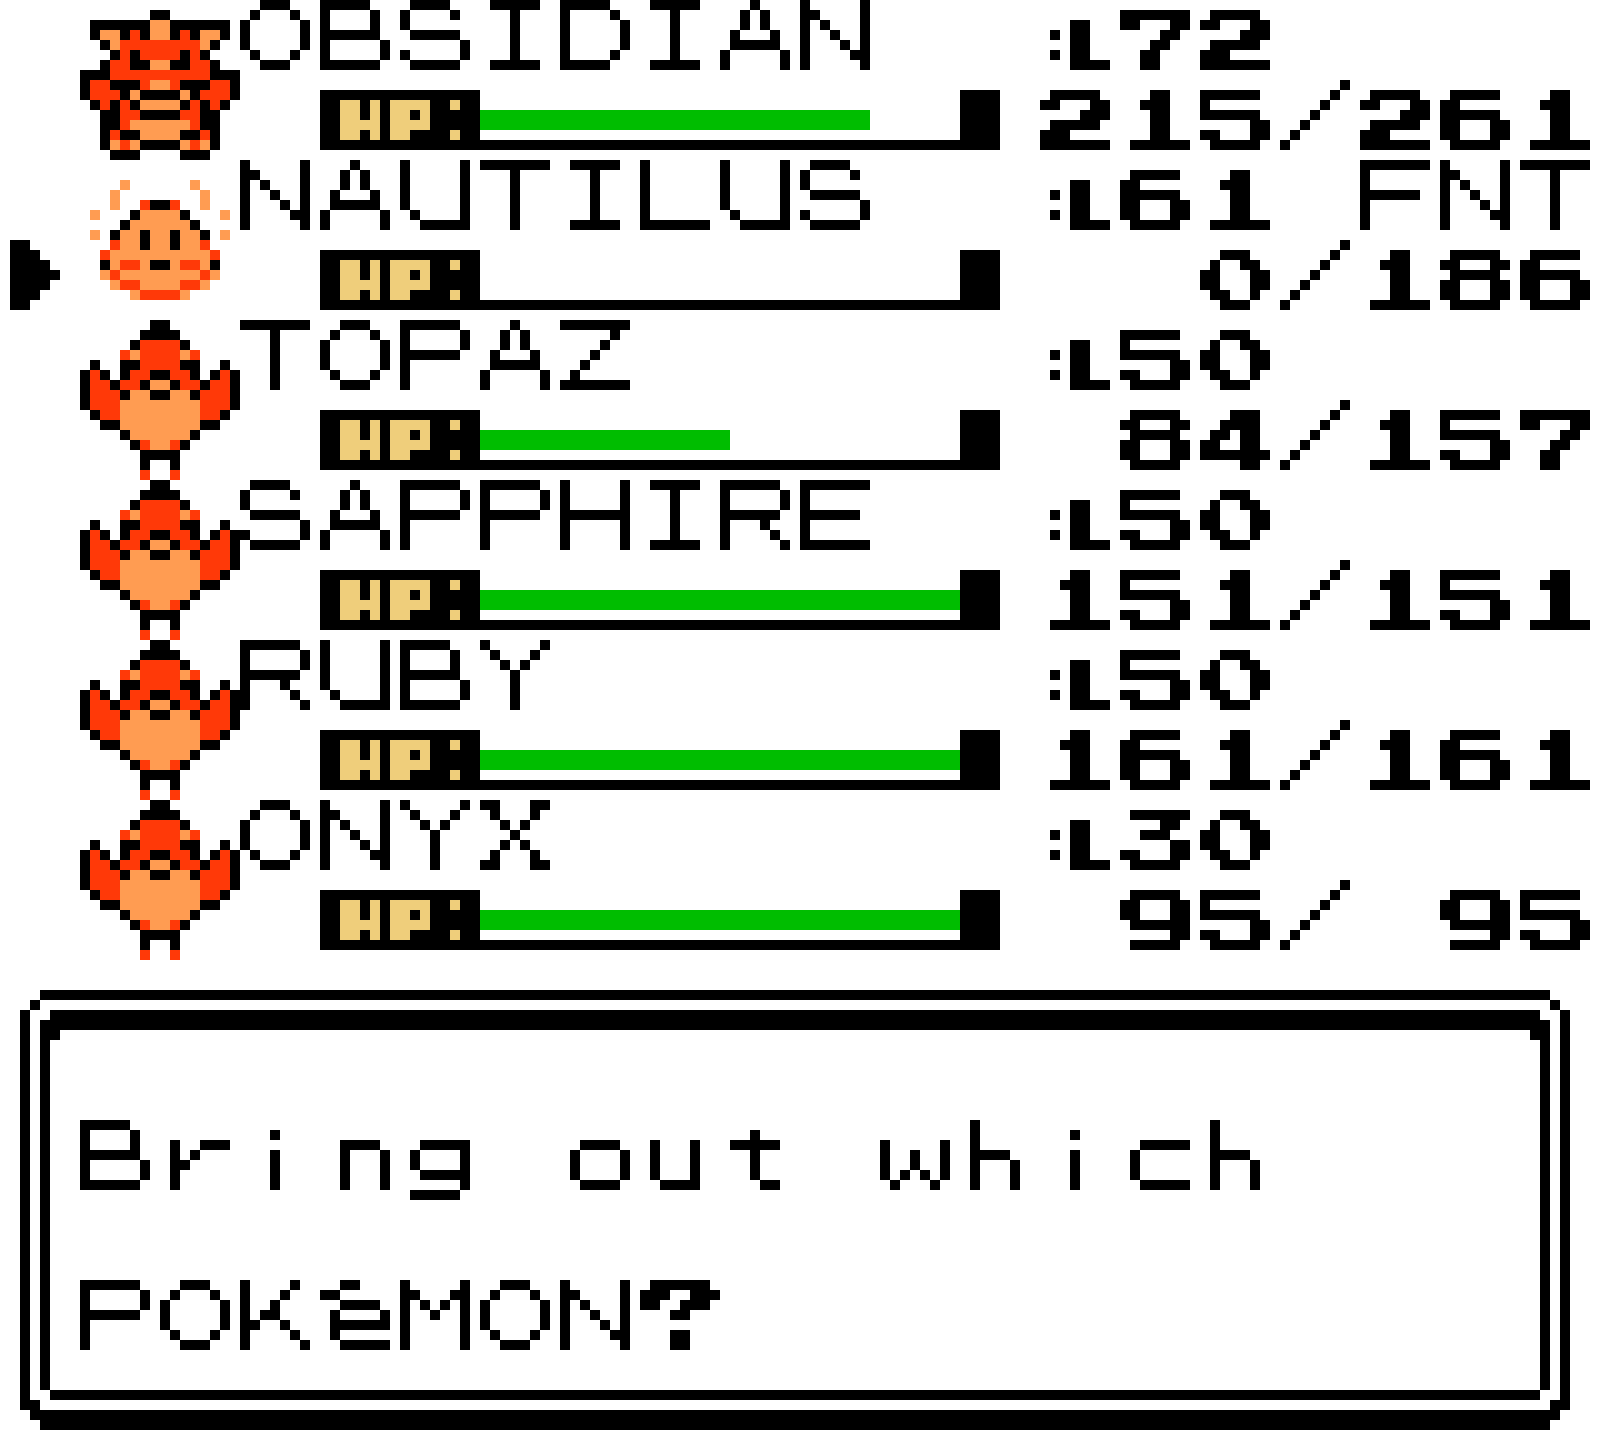 OBSIDIAN :L72
HP: 215/261
NAUTILUS :L61 FNT
HP: 0/186
TOPAZ :L50
HP: 84/157
SAPPHIRE :L50
HP: 151/151
RUBY :L50
HP: 161/161
ONYX :L30
HP: 95/ 95
Bring out which
POKéMON?